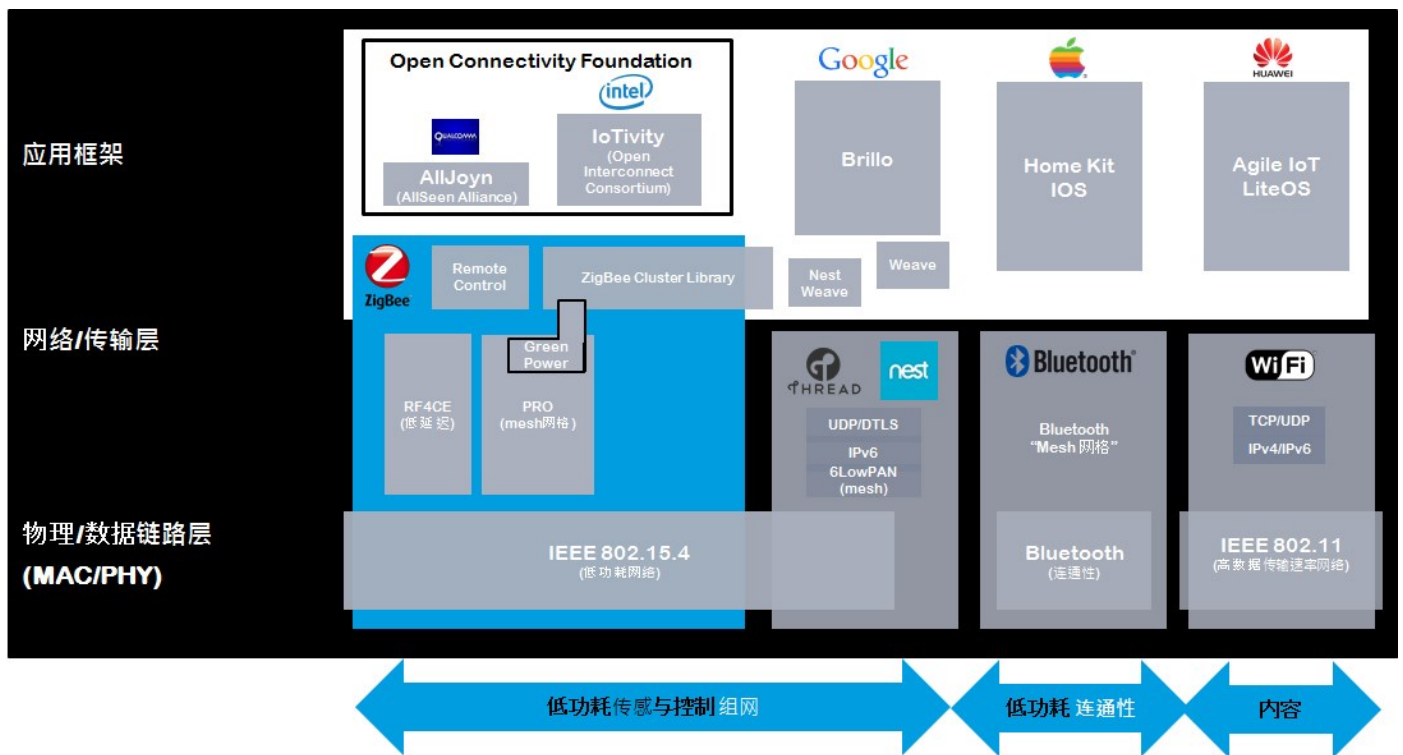 Open Connectivity Foundation
intel
QUALCOMM
AllJoyn
(AllSeen Alliance)
IoTivity
(Open
Interconnect
Consortium)
Google
Brillo
Home Kit
IOS
HUAWEI
Agile IoT
LiteOS
应用框架
ZigBee
Remote
Control
ZigBee Cluster Library
Nest
Weave
Weave
网络/传输层
Green
Power
RF4CE
(低延迟)
PRO
(mesh网格)
THREAD
nest
UDP/DTLS
IPv6
6LowPAN
(mesh)
Bluetooth
Bluetooth
“Mesh 网格”
Wi Fi
TCP/UDP
IPv4/IPv6
物理/数据链路层
(MAC/PHY)
IEEE 802.15.4
(低功耗网络)
Bluetooth
(连通性)
IEEE 802.11
(高数据传输速率网络)
低功耗传感与控制组网
低功耗 连通性
内容